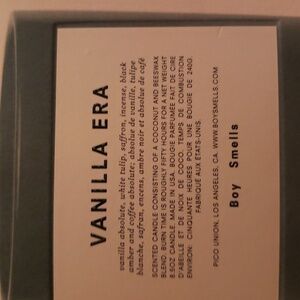 VANILLA ERA
vanilla absolute, white tulip, saffron, incense, black
amber and coffee absolute; absolue de vanille, tulipe
blanche, safran, encens, ambre noir et absolue de café
SCENTED CANDLE CONSISTING OF A COCONUT AND BEESWAX
BLEND. BURN TIME IS ROUGHLY FIFTY HOURS FOR A NET WEIGHT
8.5OZ CANDLE. MADE IN USA. BOUGIE PARFUMÉE FAIT DE CIRE
D'ABEILLE ET DE NOIX DE COCO. TEMPS DE COMBUSTION
ENVIRON: CINQUANTE HEURES POUR UNE BOUGIE DE 240G.
FABRIQUÉ AUX ÉTATS-UNIS.
Boy Smells
PICO UNION, LOS ANGELES, CA. WWW.BOYSMELLS.COM